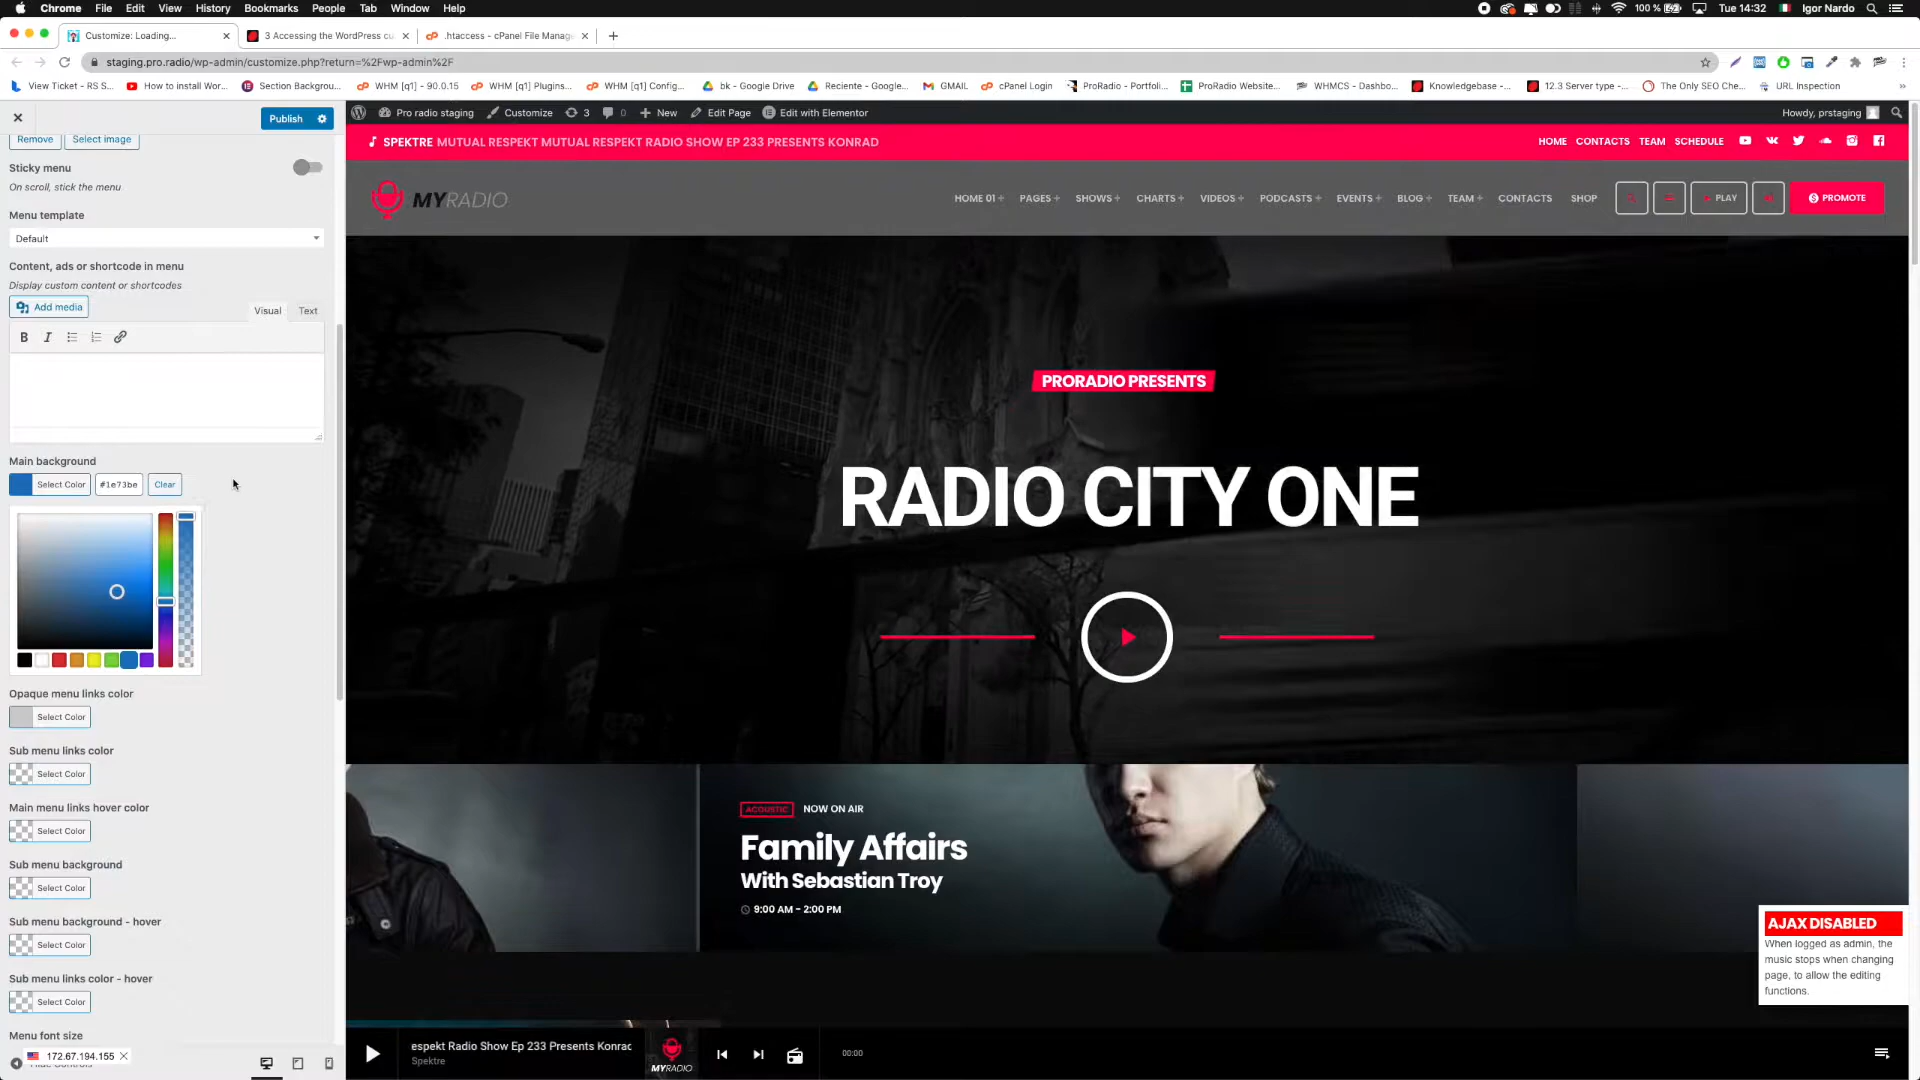 Chrome File Edit View History Bookmarks People Tab Window Help
100 % Tue 14:32 Igor Nardo
Customize: Loading...
3 Accessing the WordPress cu
.htaccess - cPanel File Manag
staging.pro.radio/wp-admin/customize.php?return=%2Fwp-admin%2F
View Ticket - RS S... How to install Wor... Section Backgrou... WHM [q1] - 90.0.15 WHM [q1] Plugins... WHM [q1] Config... bk - Google Drive Reciente - Google... GMAIL cPanel Login ProRadio - Portfoli... ProRadio Website... WHMCS - Dashbo... Knowledgebase -... 12.3 Server type -... The Only SEO Che... URL Inspection
Publish
Pro radio staging Customize 3 0 New Edit Page Edit with Elementor
Howdy, prstaging
Remove Select image
Sticky menu
On scroll, stick the menu
Menu template
Default
Content, ads or shortcode in menu
Display custom content or shortcodes
Add media
Visual Text
B I
Main background
Select Color #1e73be Clear
Opaque menu links color
Select Color
Sub menu links color
Select Color
Main menu links hover color
Select Color
Sub menu background
Select Color
Sub menu background - hover
Select Color
Sub menu links color - hover
Select Color
Menu font size
172.67.194.155
SPEKTRE MUTUAL RESPEKT MUTUAL RESPEKT RADIO SHOW EP 233 PRESENTS KONRAD
HOME CONTACTS TEAM SCHEDULE
MYRADIO
HOME 01+ PAGES+ SHOWS+ CHARTS+ VIDEOS+ PODCASTS+ EVENTS+ BLOG+ TEAM+ CONTACTS SHOP
PLAY
PROMOTE
PRORADIO PRESENTS
RADIO CITY ONE
ACOUSTIC NOW ON AIR
Family Affairs
With Sebastian Troy
9:00 AM - 2:00 PM
AJAX DISABLED
When logged as admin, the
music stops when changing
page, to allow the editing
functions.
espekt Radio Show Ep 233 Presents Konrad
Spektre
MYRADIO
00:00